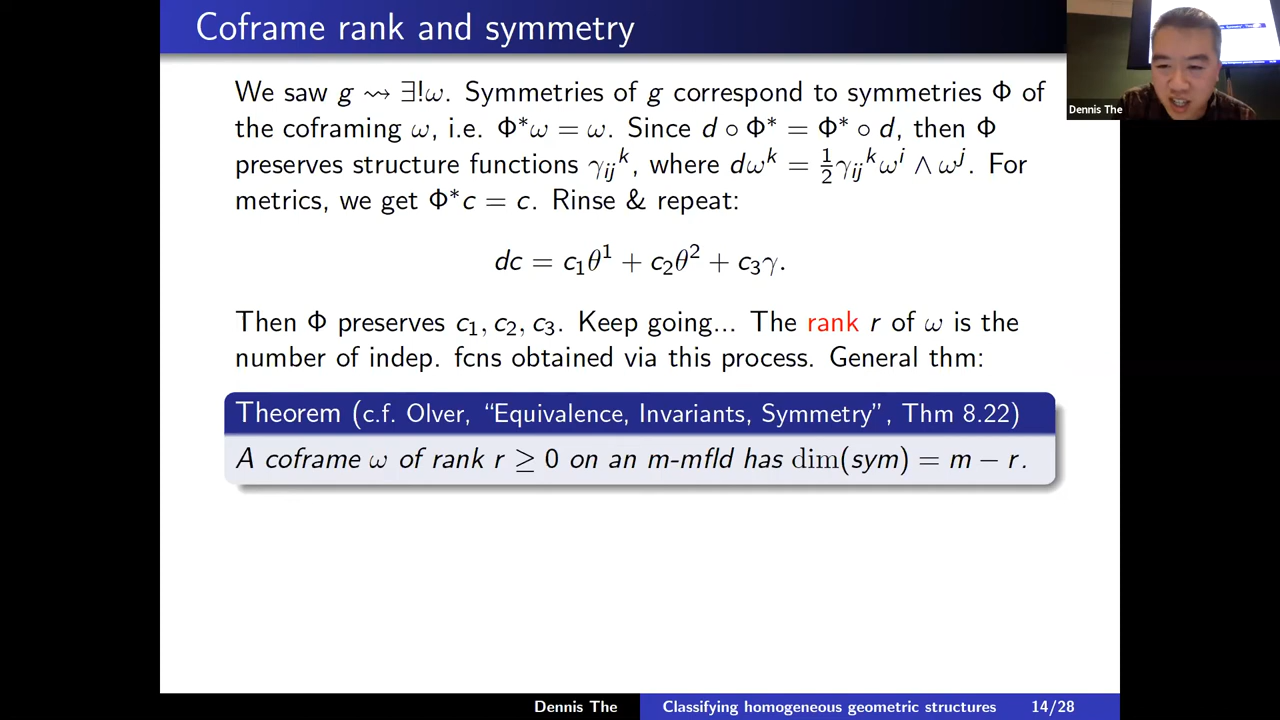 Coframe rank and symmetry
We saw g ⇝ ∃!ω. Symmetries of g correspond to symmetries Φ of
the coframing ω, i.e. Φ*ω = ω. Since d ∘ Φ* = Φ* ∘ d, then Φ
preserves structure functions γᵢⱼᵏ, where dωᵏ = ½γᵢⱼᵏωⁱ ∧ ωʲ. For
metrics, we get Φ*c = c. Rinse & repeat:
dc = c₁θ¹ + c₂θ² + c₃γ.
Then Φ preserves c₁, c₂, c₃. Keep going... The rank r of ω is the
number of indep. fcns obtained via this process. General thm:
Theorem (c.f. Olver, “Equivalence, Invariants, Symmetry”, Thm 8.22)
A coframe ω of rank r ≥ 0 on an m-mfld has dim(sym) = m − r.
Dennis The
Dennis The Classifying homogeneous geometric structures 14/28